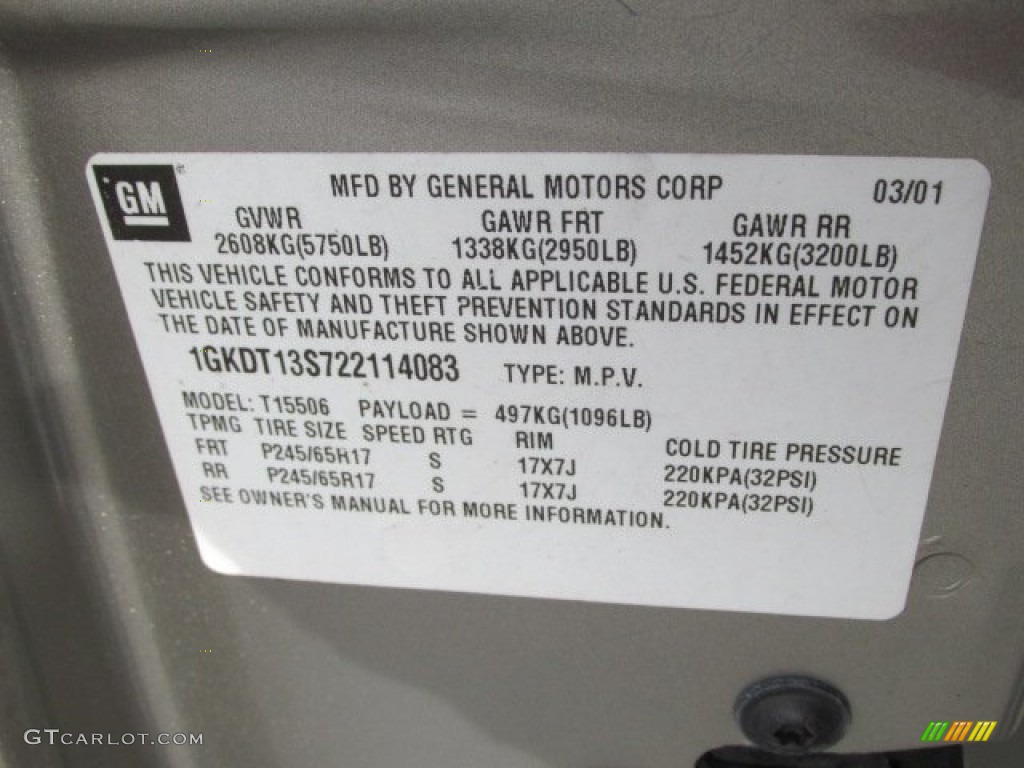 GM
MFD BY GENERAL MOTORS CORP 03/01
GVWR GAWR FRT GAWR RR
2608KG(5750LB) 1338KG(2950LB) 1452KG(3200LB)
THIS VEHICLE CONFORMS TO ALL APPLICABLE U.S. FEDERAL MOTOR
VEHICLE SAFETY AND THEFT PREVENTION STANDARDS IN EFFECT ON
THE DATE OF MANUFACTURE SHOWN ABOVE.
1GKDT13S722114083 TYPE: M.P.V.
MODEL: T15506 PAYLOAD = 497KG(1096LB)
TPMG TIRE SIZE SPEED RTG RIM COLD TIRE PRESSURE
FRT P245/65R17 S 17X7J 220KPA(32PSI)
RR P245/65R17 S 17X7J 220KPA(32PSI)
SEE OWNER'S MANUAL FOR MORE INFORMATION.
GTCARLOT.COM